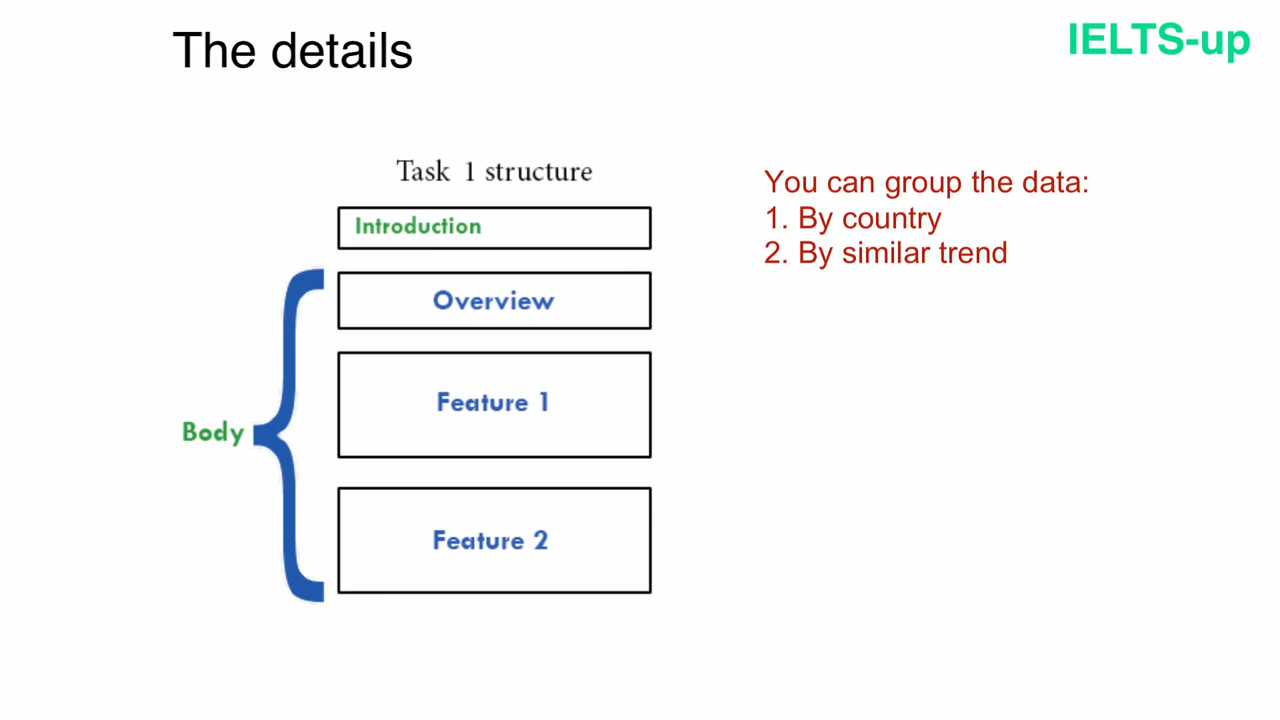 The details
IELTS-up
Task 1 structure
Introduction
Overview
Feature 1
Body
Feature 2
You can group the data:
1. By country
2. By similar trend